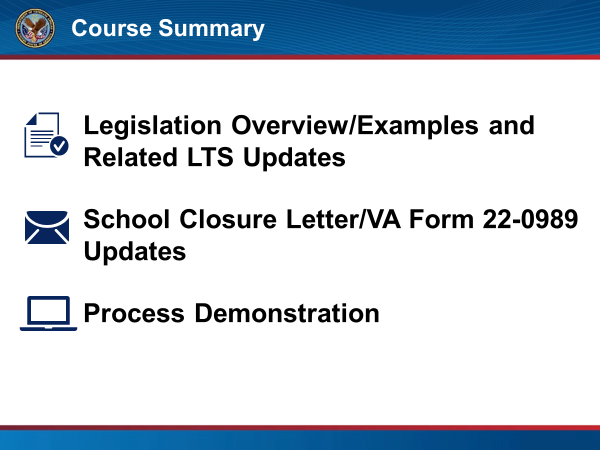 Course Summary
Legislation Overview/Examples and
Related LTS Updates
School Closure Letter/VA Form 22-0989
Updates
Process Demonstration